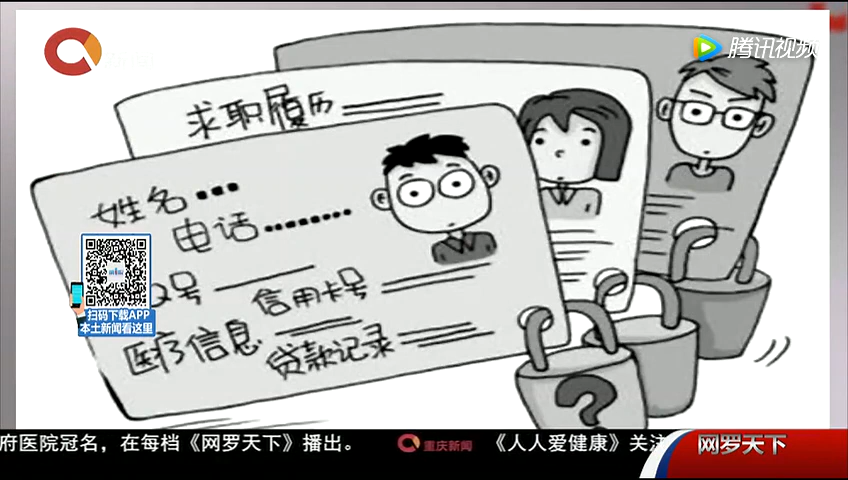 腾讯视频
求职履历
姓名...
电话........
Q号
信用卡号
医疗信息
贷款记录
?
扫码下载APP
本土新闻看这里
府医院冠名，在每档《网罗天下》播出。 重庆新闻 《人人爱健康》关注
网罗天下